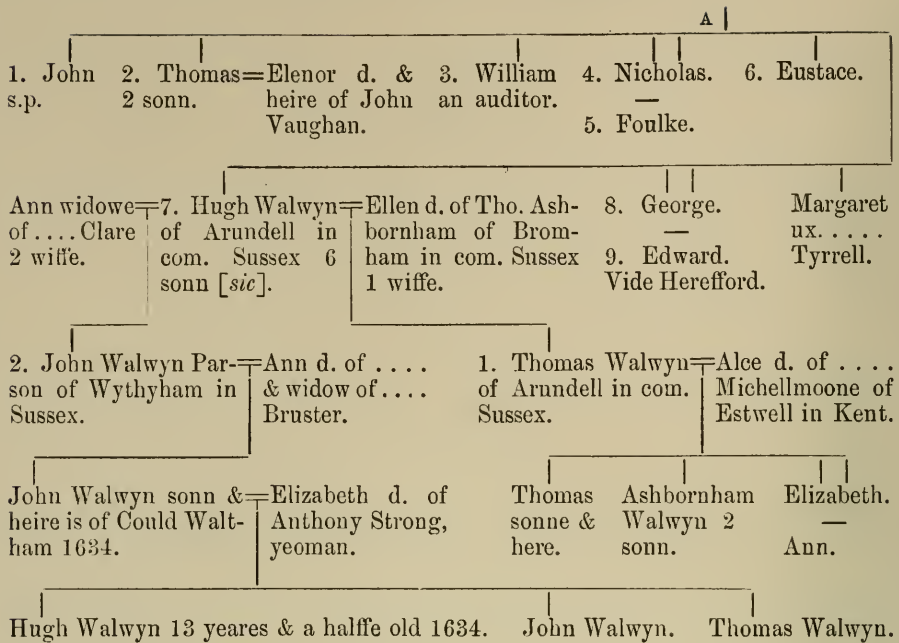 A
1. John
s.p.
2. Thomas=Elenor d. &
2 sonn. heire of John
Vaughan.
3. William
an auditor.
4. Nicholas.
—
5. Foulke.
6. Eustace.
Ann widowe
of .... Clare
2 wiffe.
7. Hugh Walwyn
of Arundell in
com. Sussex 6
sonn [sic].
Ellen d. of Tho. Ash-
bornham of Brom-
ham in com. Sussex
1 wiffe.
8. George.
—
9. Edward.
Vide Herefford.
Margaret
ux. ....
Tyrrell.
2. John Walwyn Par-
son of Wythyham in
Sussex.
Ann d. of ....
& widow of ....
Bruster.
1. Thomas Walwyn
of Arundell in com.
Sussex.
Alce d. of ....
Michellmoone of
Estwell in Kent.
John Walwyn sonn &
heire is of Could Walt-
ham 1634.
Elizabeth d. of
Anthony Strong,
yeoman.
Thomas
sonne &
here.
Ashbornham
Walwyn 2
sonn.
Elizabeth.
—
Ann.
Hugh Walwyn 13 yeares & a halffe old 1634. John Walwyn. Thomas Walwyn.